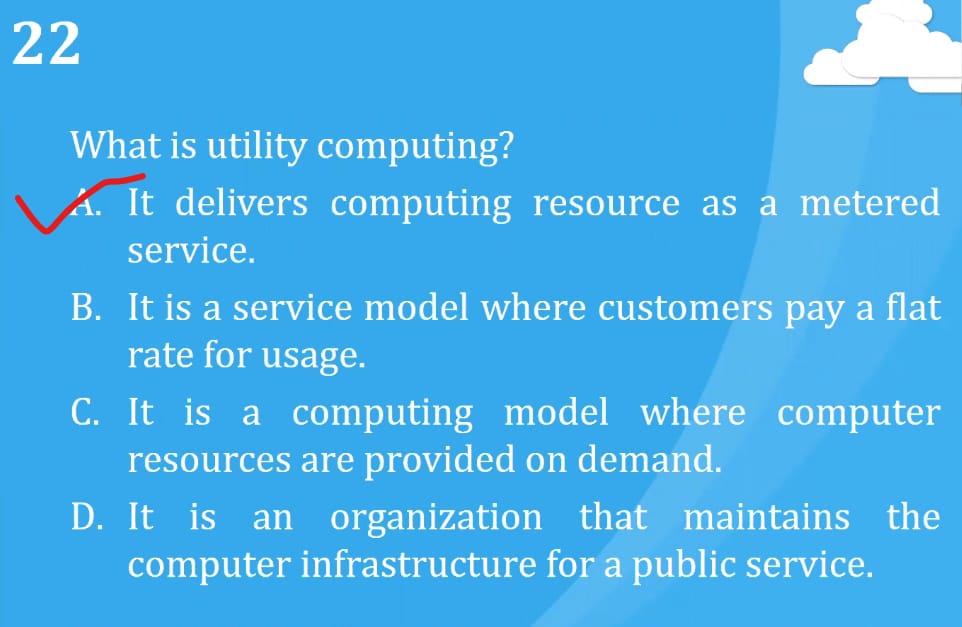 22
What is utility computing?
A. It delivers computing resource as a metered
service.
B. It is a service model where customers pay a flat
rate for usage.
C. It is a computing model where computer
resources are provided on demand.
D. It is an organization that maintains the
computer infrastructure for a public service.